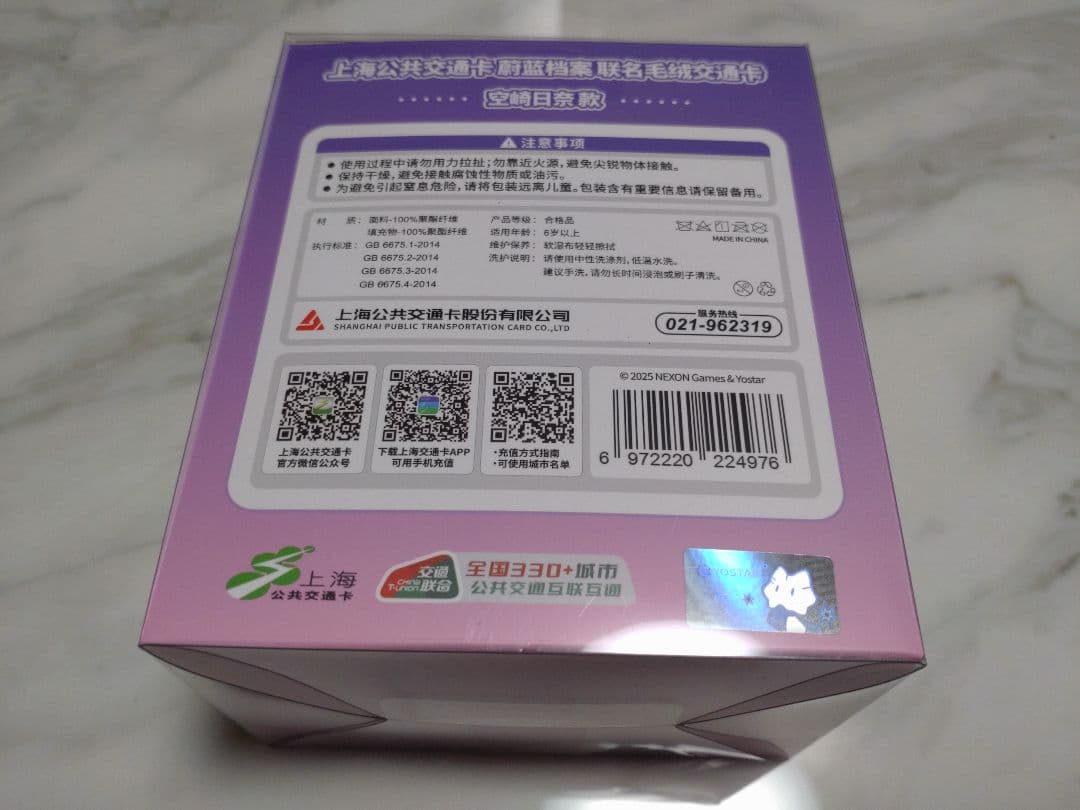 上海公共交通卡 蔚蓝档案 联名毛绒交通卡
空崎日奈 款
注意事项
● 使用过程中请勿用力拉扯;勿靠近火源,避免尖锐物体接触。
● 保持干燥,避免接触腐蚀性物质或油污。
● 为避免引起窒息危险,请将包装远离儿童。包装含有重要信息请保留备用。
材 质: 面料-100%聚酯纤维
填充物-100%聚酯纤维
执行标准: GB 6675.1-2014
GB 6675.2-2014
GB 6675.3-2014
GB 6675.4-2014
产品等级: 合格品
适用年龄: 6岁以上
维护保养: 软湿布轻轻擦拭
洗护说明: 请使用中性洗涤剂,低温水洗。
建议手洗,请勿长时间浸泡或刷子清洗。
MADE IN CHINA
上海公共交通卡股份有限公司
SHANGHAI PUBLIC TRANSPORTATION CARD CO.,LTD
服务热线
021-962319
上海公共交通卡
官方微信公众号
下载上海交通卡APP
可用手机充值
·充值方式指南
·可使用城市名单
© 2025 NEXON Games & Yostar
6 972220 224976
上海
公共交通卡
交通
联合
CHINA
T-UNION
全国330+城市
公共交通互联互通
YOSTAR